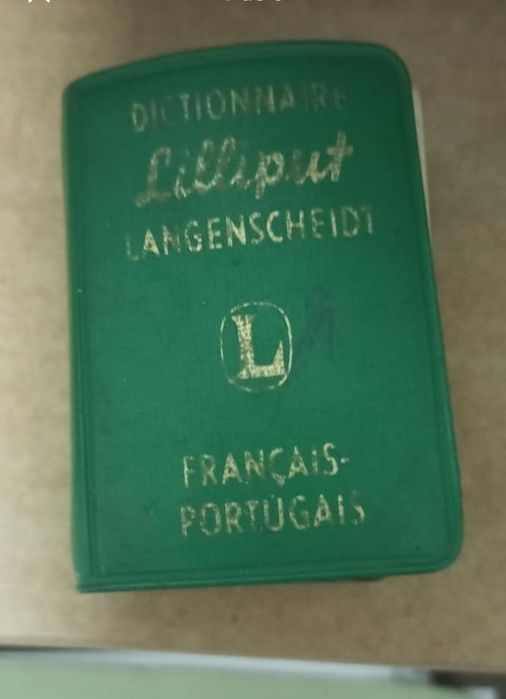 DICTIONNAIRE
Lilliput
LANGENSCHEIDT
L
FRANÇAIS-
PORTUGAIS